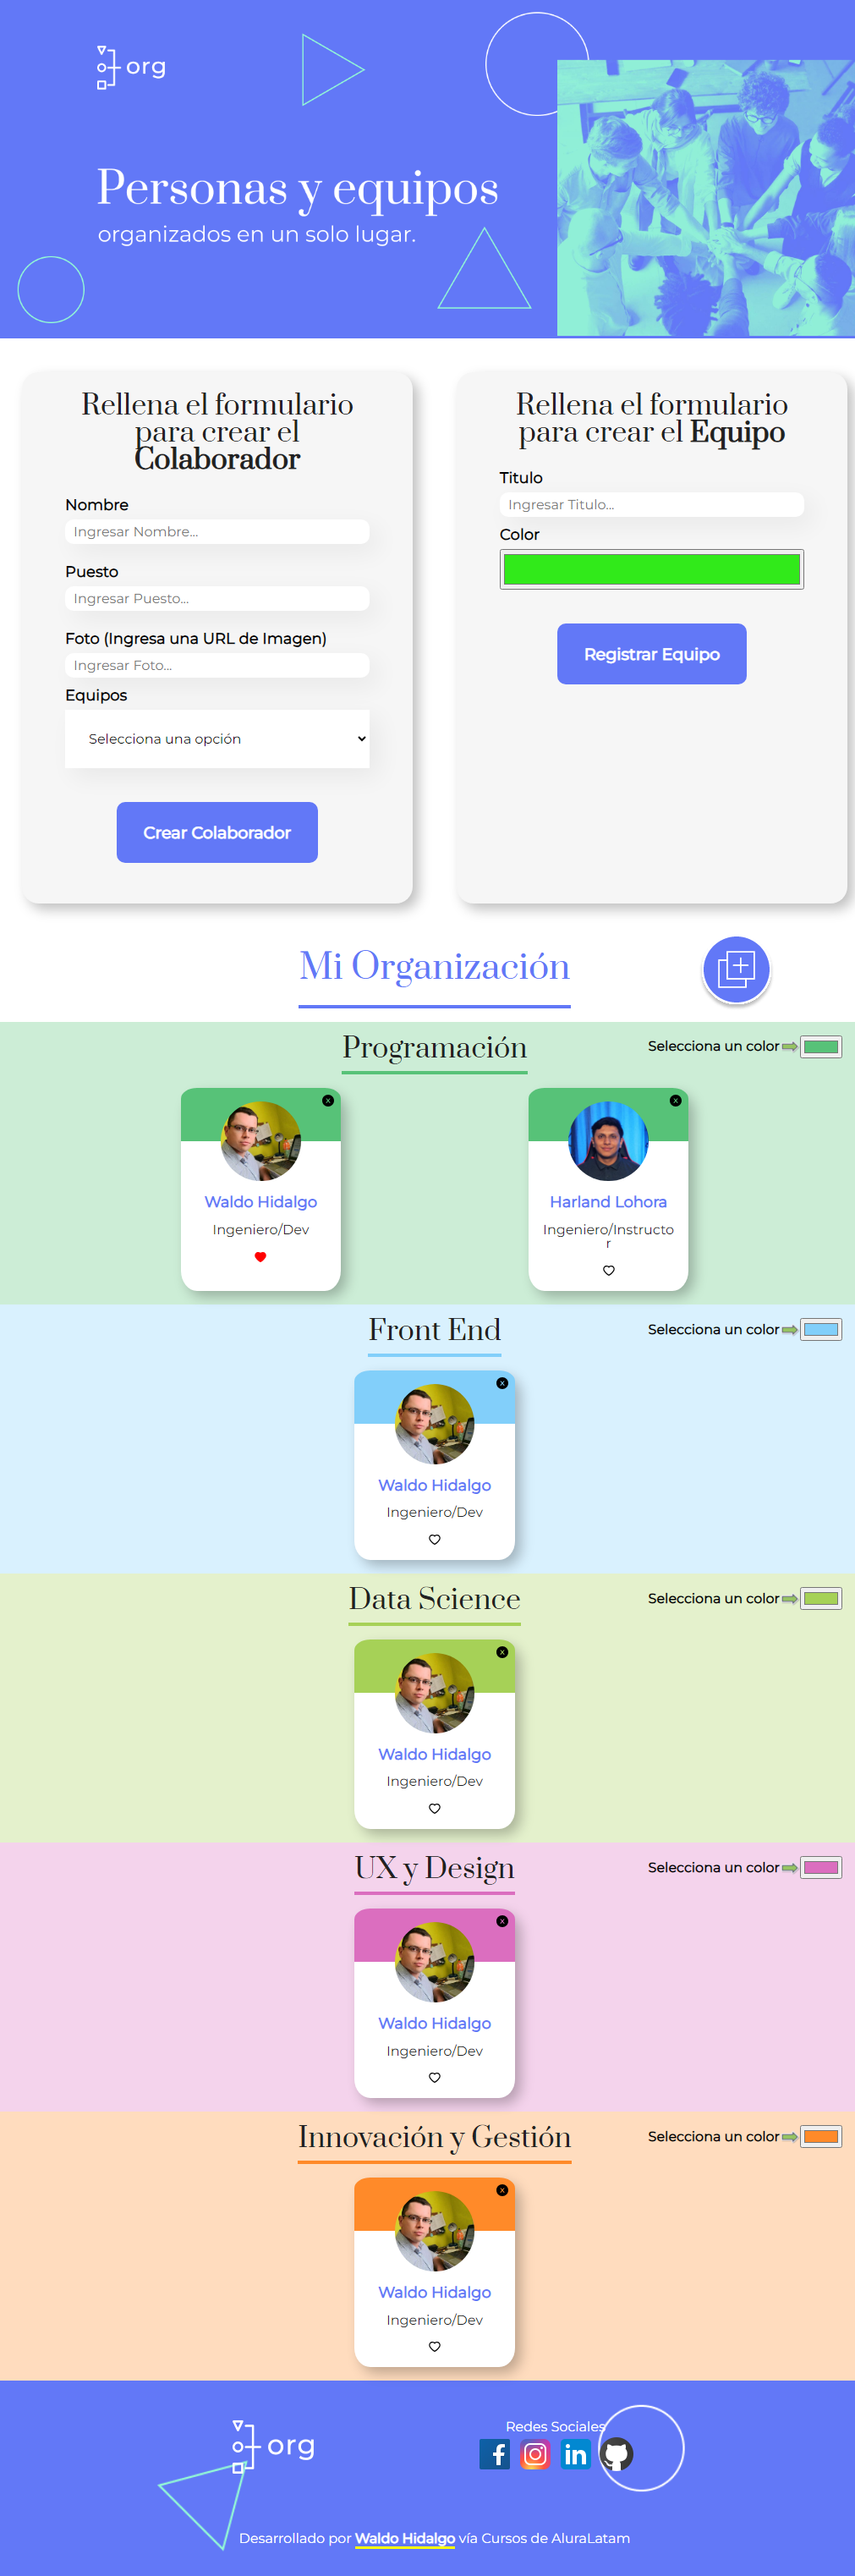 org
Personas y equipos
organizados en un solo lugar.
Rellena el formulario
para crear el
Colaborador
Nombre
Ingresar Nombre...
Puesto
Ingresar Puesto...
Foto (Ingresa una URL de Imagen)
Ingresar Foto...
Equipos
Selecciona una opción
Crear Colaborador
Rellena el formulario
para crear el Equipo
Titulo
Ingresar Titulo...
Color
Registrar Equipo
Mi Organización
Programación
Selecciona un color
X
Waldo Hidalgo
Ingeniero/Dev
X
Harland Lohora
Ingeniero/Instructo
r
Front End
Selecciona un color
X
Waldo Hidalgo
Ingeniero/Dev
Data Science
Selecciona un color
X
Waldo Hidalgo
Ingeniero/Dev
UX y Design
Selecciona un color
X
Waldo Hidalgo
Ingeniero/Dev
Innovación y Gestión
Selecciona un color
X
Waldo Hidalgo
Ingeniero/Dev
org
Redes Sociales
f
in
Desarrollado por Waldo Hidalgo vía Cursos de AluraLatam